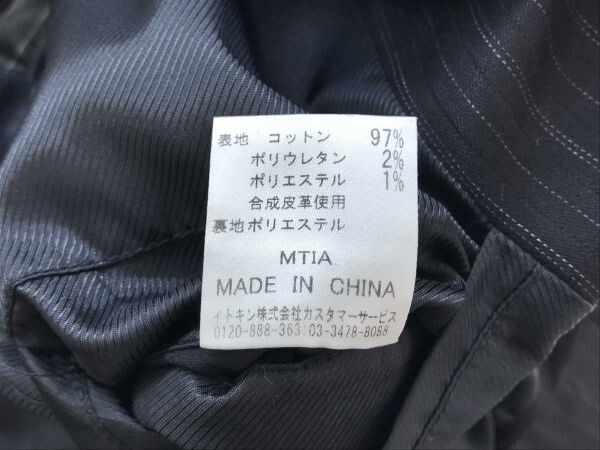 表地 コットン 97%
ポリウレタン 2%
ポリエステル 1%
合成皮革使用
裏地ポリエステル
MTIA
MADE IN CHINA
イトキン株式会社カスタマーサービス
0120-888-363:03-3478-8088